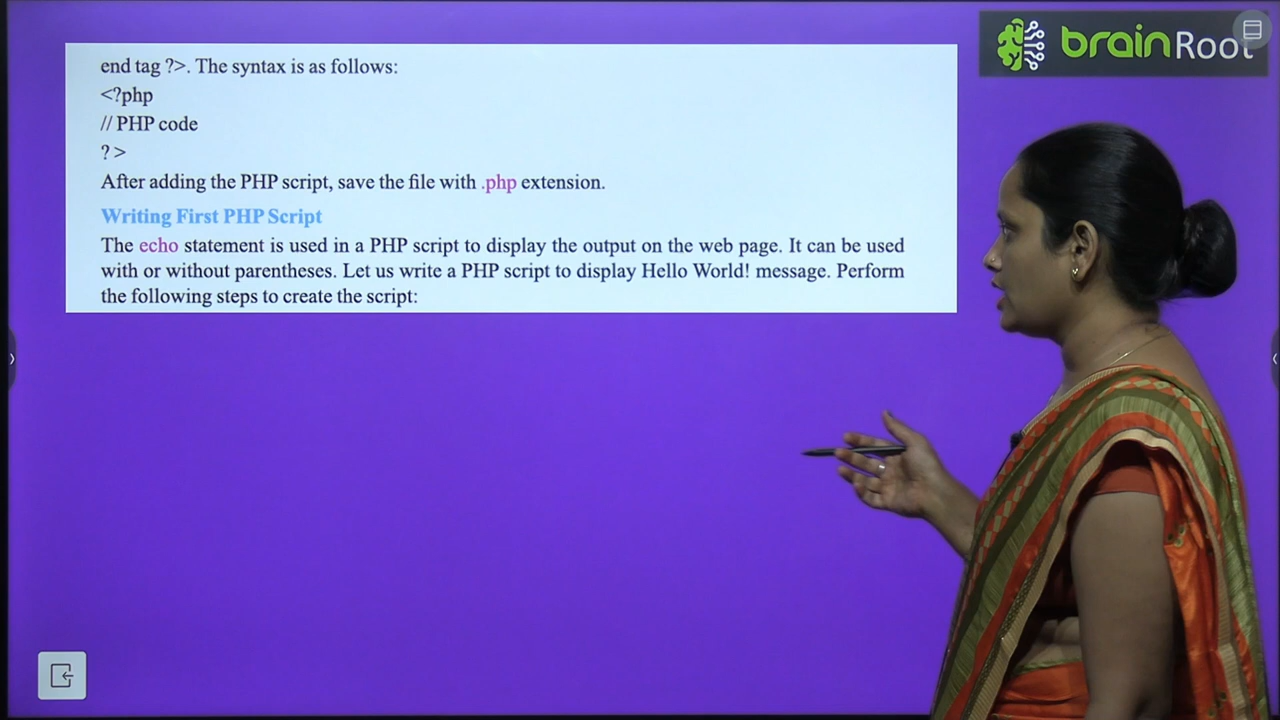 brainRoot
end tag ?>. The syntax is as follows:
<?php
// PHP code
? >
After adding the PHP script, save the file with .php extension.
Writing First PHP Script
The echo statement is used in a PHP script to display the output on the web page. It can be used
with or without parentheses. Let us write a PHP script to display Hello World! message. Perform
the following steps to create the script: